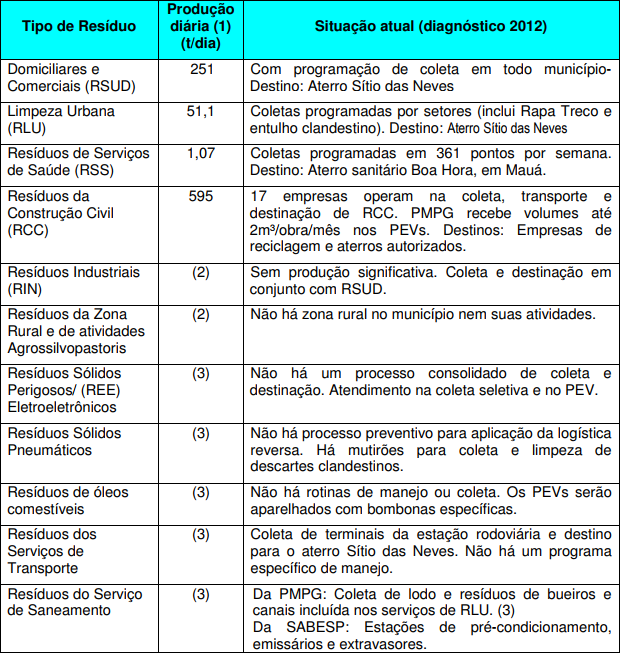 Tipo de Resíduo
Produção
diária (1)
(t/dia)
Situação atual (diagnóstico 2012)
Domiciliares e
Comerciais (RSUD)
251
Com programação de coleta em todo município-
Destino: Aterro Sítio das Neves
Limpeza Urbana
(RLU)
51,1
Coletas programadas por setores (inclui Rapa Treco e
entulho clandestino). Destino: Aterro Sítio das Neves
Resíduos de Serviços
de Saúde (RSS)
1,07
Coletas programadas em 361 pontos por semana.
Destino: Aterro sanitário Boa Hora, em Mauá.
Resíduos da
Construção Civil
(RCC)
595
17 empresas operam na coleta, transporte e
destinação de RCC. PMPG recebe volumes até
2m³/obra/mês nos PEVs. Destinos: Empresas de
reciclagem e aterros autorizados.
Resíduos Industriais
(RIN)
(2)
Sem produção significativa. Coleta e destinação em
conjunto com RSUD.
Resíduos da Zona
Rural e de atividades
Agrossilvopastoris
(2)
Não há zona rural no município nem suas atividades.
Resíduos Sólidos
Perigosos/ (REE)
Eletroeletrônicos
(3)
Não há um processo consolidado de coleta e
destinação. Atendimento na coleta seletiva e no PEV.
Resíduos Sólidos
Pneumáticos
(3)
Não há processo preventivo para aplicação da logística
reversa. Há mutirões para coleta e limpeza de
descartes clandestinos.
Resíduos de óleos
comestíveis
(3)
Não há rotinas de manejo ou coleta. Os PEVs serão
aparelhados com bombonas específicas.
Resíduos dos
Serviços de
Transporte
(3)
Coleta de terminais da estação rodoviária e destino
para o aterro Sítio das Neves. Não há um programa
específico de manejo.
Resíduos do Serviço
de Saneamento
(3)
Da PMPG: Coleta de lodo e resíduos de bueiros e
canais incluída nos serviços de RLU. (3)
Da SABESP: Estações de pré-condicionamento,
emissários e extravasores.